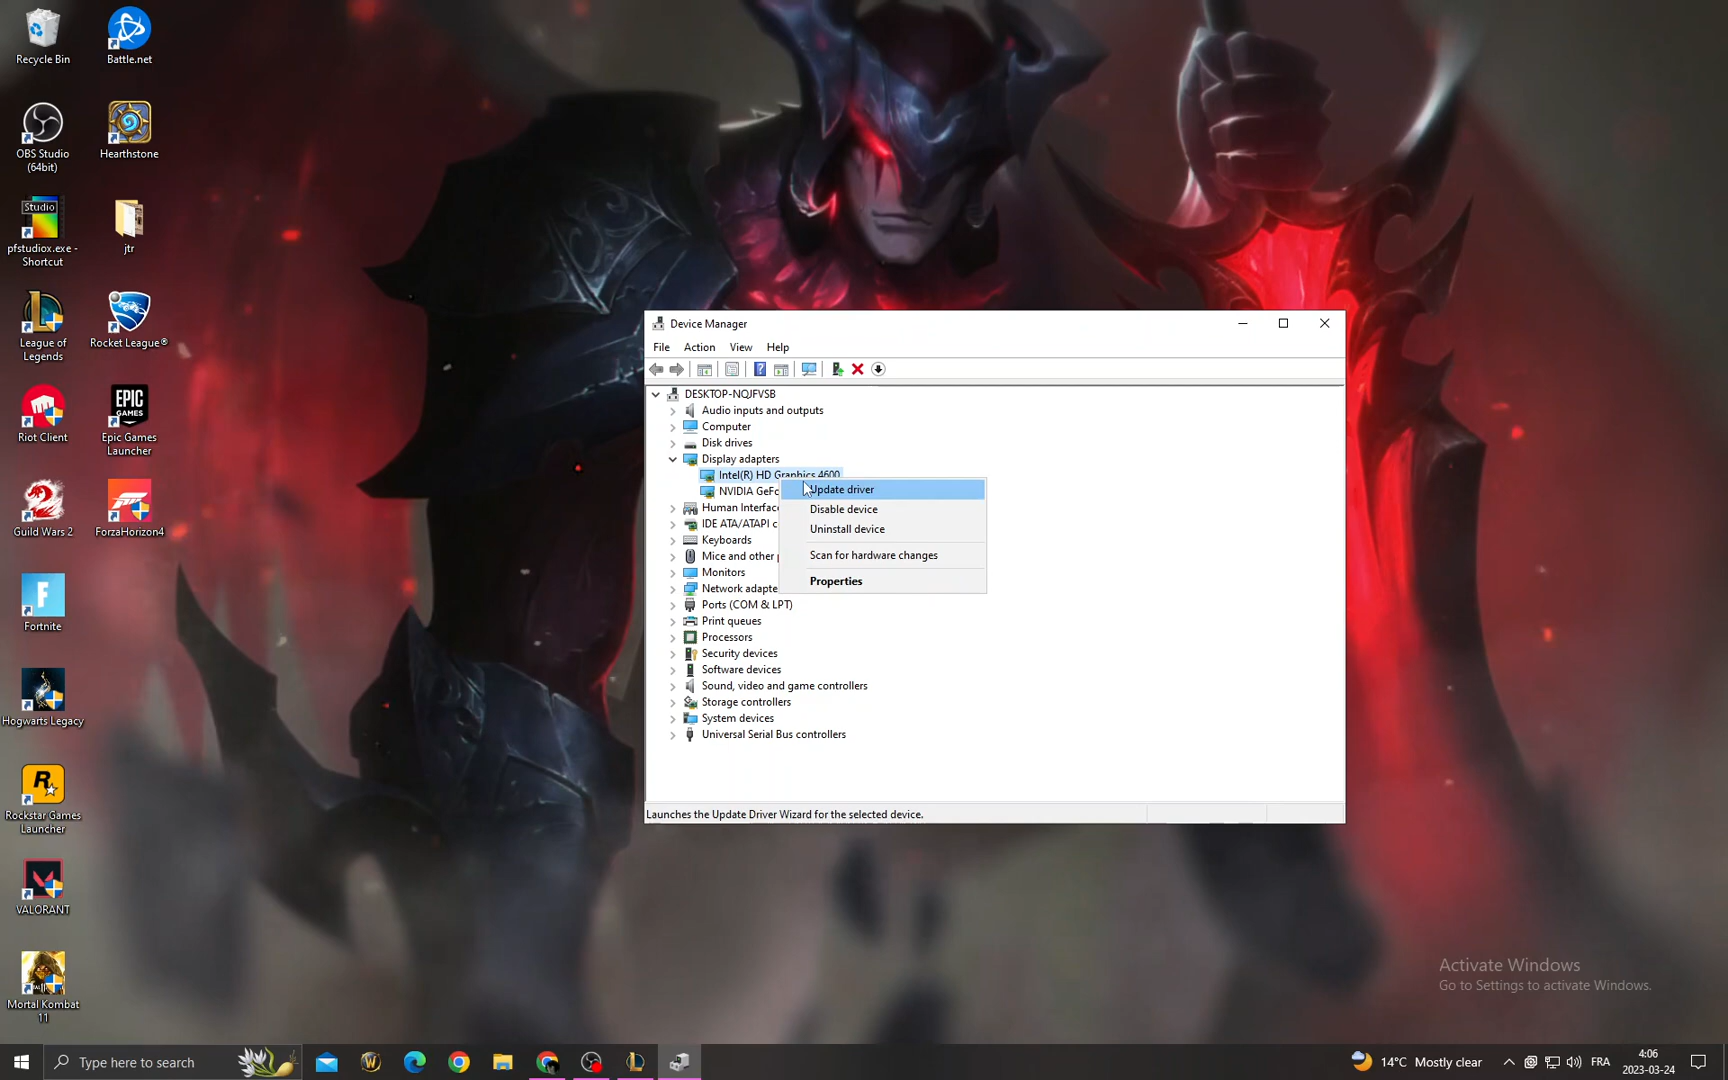 Recycle Bin
Battle.net
OBS Studio
(64bit)
Hearthstone
Studio
pfstudiox.exe -
Shortcut
jtr
League of
Legends
Rocket League®
Riot Client
EPIC
GAMES
Epic Games
Launcher
Guild Wars 2
ForzaHorizon4
Fortnite
Hogwarts Legacy
Rockstar Games
Launcher
VALORANT
Mortal Kombat
11
Device Manager
File Action View Help
DESKTOP-NQJFVSB
Audio inputs and outputs
Computer
Disk drives
Display adapters
Intel(R) HD Graphics 4600
NVIDIA
Human
IDE ATA/ATAPI
Keyboards
Mice and other
Monitors
Network
Ports (COM & LPT)
Print queues
Processors
Security devices
Software devices
Sound, video and game controllers
Storage controllers
System devices
Universal Serial Bus controllers
Update driver
Disable device
Uninstall device
Scan for hardware changes
Properties
Launches the Update Driver Wizard for the selected device.
Activate Windows
Go to Settings to activate Windows.
Type here to search
14°C Mostly clear
FRA
4:06
2023-03-24